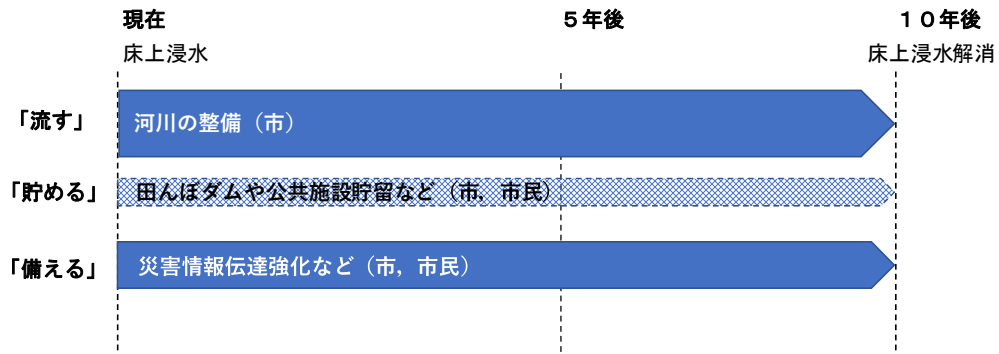 現在
５年後
１０年後
床上浸水
床上浸水解消
「流す」
河川の整備（市）
「貯める」
田んぼダムや公共施設貯留など（市，市民）
「備える」
災害情報伝達強化など（市，市民）